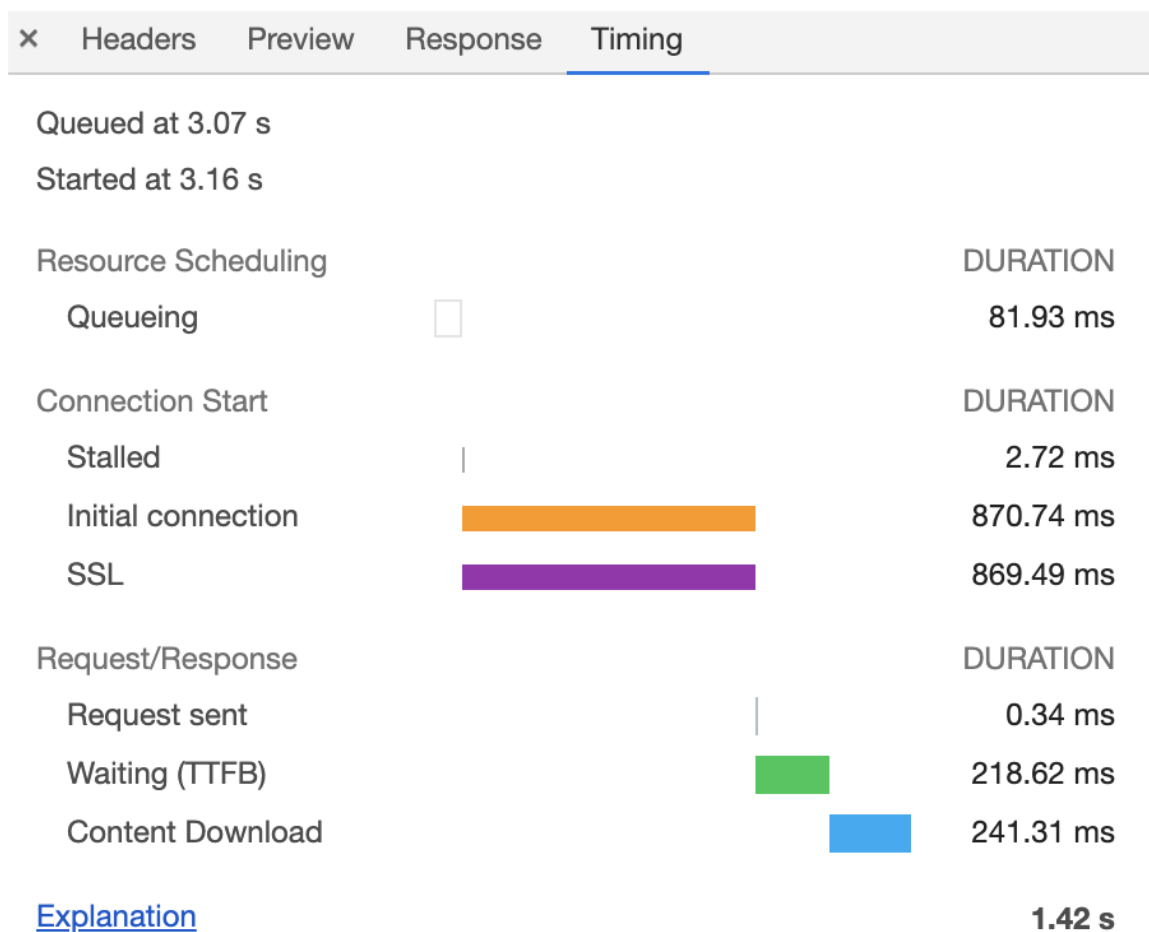 × Headers Preview Response Timing
Queued at 3.07 s
Started at 3.16 s
Resource Scheduling DURATION
Queueing 81.93 ms
Connection Start DURATION
Stalled 2.72 ms
Initial connection 870.74 ms
SSL 869.49 ms
Request/Response DURATION
Request sent 0.34 ms
Waiting (TTFB) 218.62 ms
Content Download 241.31 ms
Explanation 1.42 s